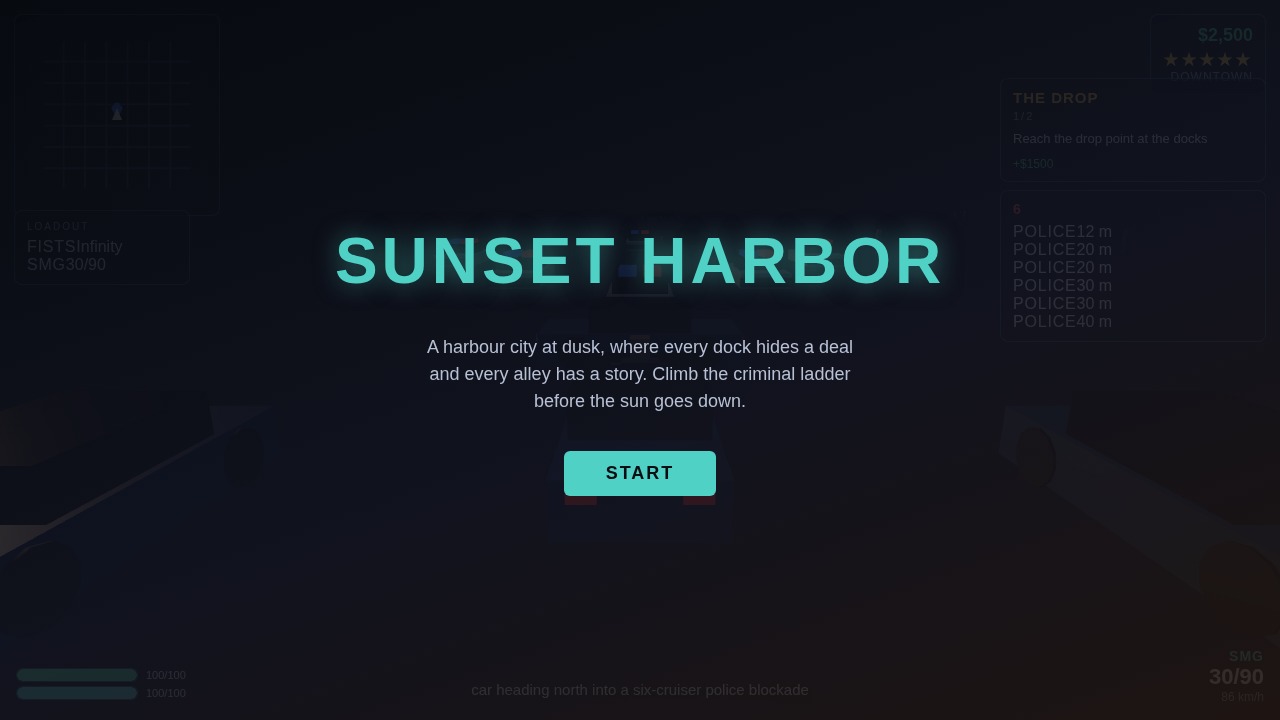 $2,500
★★★★★
DOWNTOWN
THE DROP
1/2
Reach the drop point at the docks
+$1500
LOADOUT
FISTSInfinity
SMG30/90
6
POLICE12 m
POLICE20 m
POLICE20 m
POLICE30 m
POLICE30 m
POLICE40 m
SUNSET HARBOR
A harbour city at dusk, where every dock hides a deal
and every alley has a story. Climb the criminal ladder
before the sun goes down.
START
100/100
100/100
car heading north into a six-cruiser police blockade
SMG
30/90
86 km/h